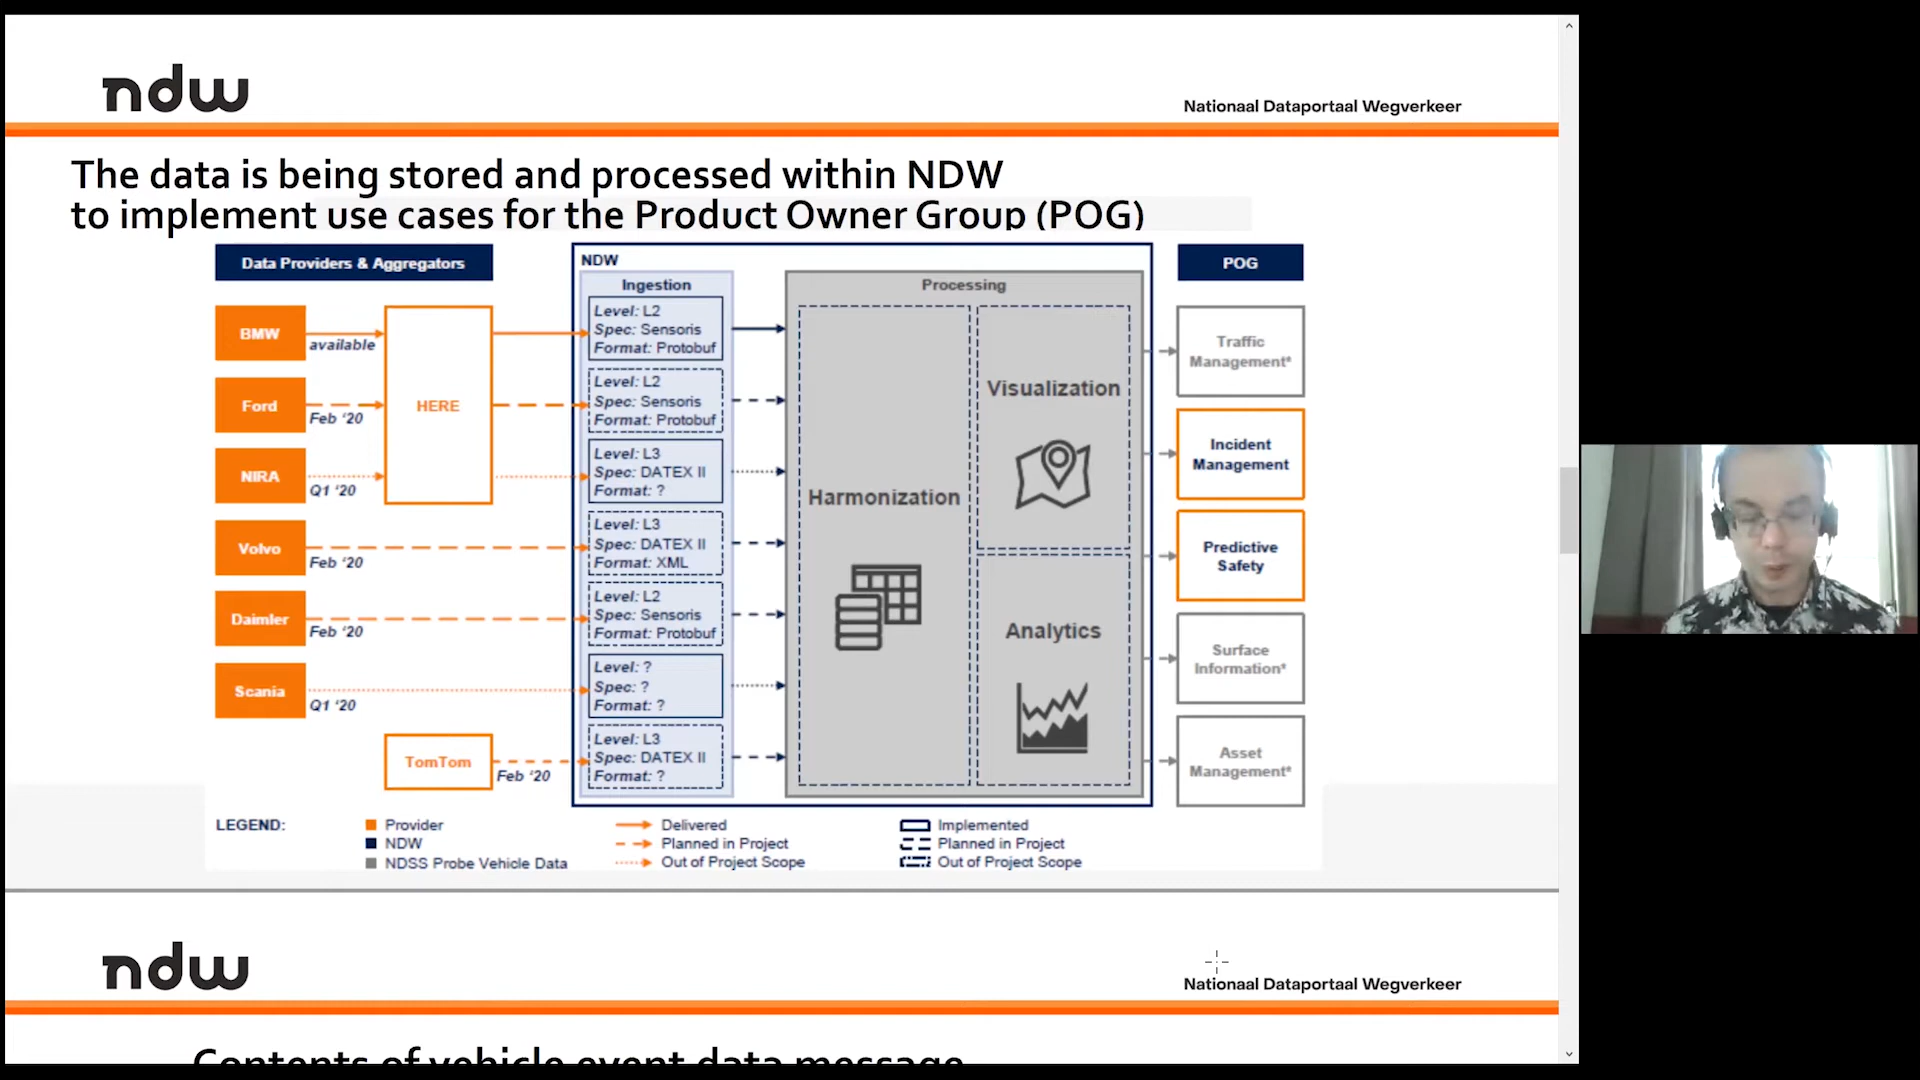 ndw
Nationaal Dataportaal Wegverkeer
The data is being stored and processed within NDW
to implement use cases for the Product Owner Group (POG)
Data Providers & Aggregators
NDW
POG
Ingestion
Processing
BMW
available
HERE
Level: L2
Spec: Sensoris
Format: Protobuf
Ford
Feb '20
Level: L2
Spec: Sensoris
Format: Protobuf
NIRA
Q1 '20
Level: L3
Spec: DATEX II
Format: ?
Volvo
Feb '20
Level: L3
Spec: DATEX II
Format: XML
Daimler
Feb '20
Level: L2
Spec: Sensoris
Format: Protobuf
Scania
Q1 '20
Level: ?
Spec: ?
Format: ?
TomTom
Feb '20
Level: L3
Spec: DATEX II
Format: ?
Harmonization
Visualization
Analytics
Traffic
Management*
Incident
Management
Predictive
Safety
Surface
Information*
Asset
Management*
LEGEND:
Provider
NDW
NDSS Probe Vehicle Data
Delivered
Planned in Project
Out of Project Scope
Implemented
Planned in Project
Out of Project Scope
ndw
Nationaal Dataportaal Wegverkeer
Contents of vehicle event data message